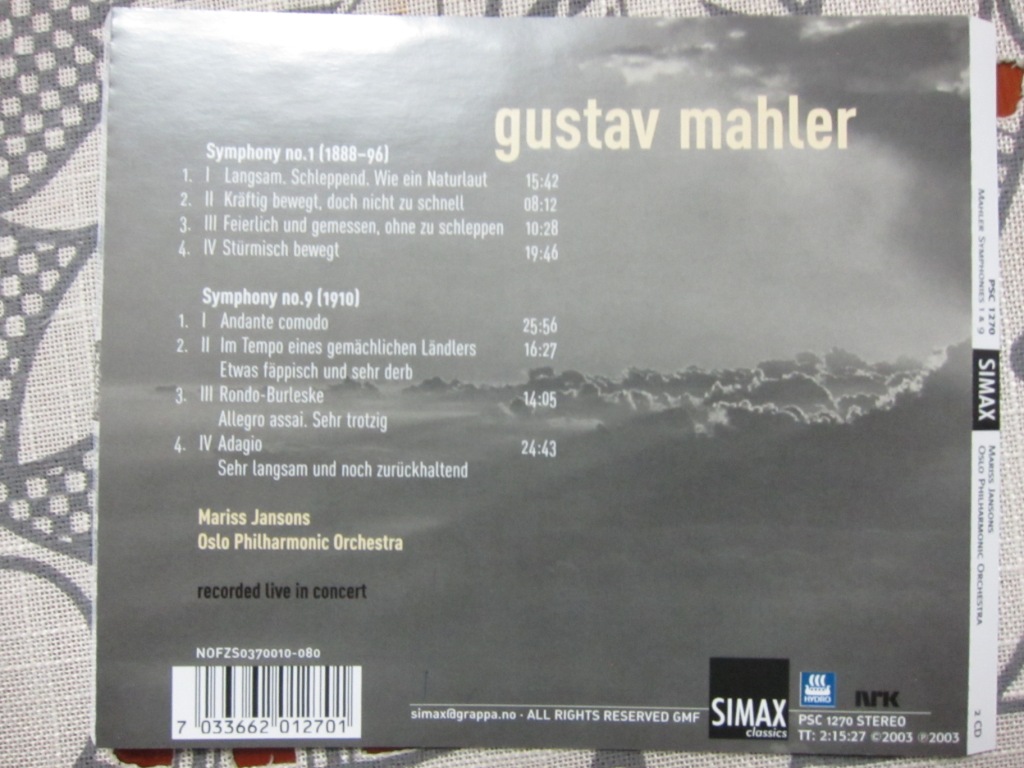 gustav mahler
Symphony no.1 (1888–96)
1. I Langsam. Schleppend. Wie ein Naturlaut 15:42
2. II Kräftig bewegt, doch nicht zu schnell 08:12
3. III Feierlich und gemessen, ohne zu schleppen 10:28
4. IV Stürmisch bewegt 19:46
Symphony no.9 (1910)
1. I Andante comodo 25:56
2. II Im Tempo eines gemächlichen Ländlers 16:27
Etwas fäppisch und sehr derb
3. III Rondo-Burleske 14:05
Allegro assai. Sehr trotzig
4. IV Adagio 24:43
Sehr langsam und noch zurückhaltend
Mariss Jansons
Oslo Philharmonic Orchestra
recorded live in concert
NOFZS0370010-080
7 033662 012701
simax@grappa.no · ALL RIGHTS RESERVED GMF
SIMAX
classics
HYDRO
NRK
PSC 1270 STEREO
TT: 2:15:27 ©2003 ℗2003
Mahler Symphonies 1 & 9
PSC 1270
SIMAX
Mariss Jansons
Oslo Philharmonic Orchestra
2 CD